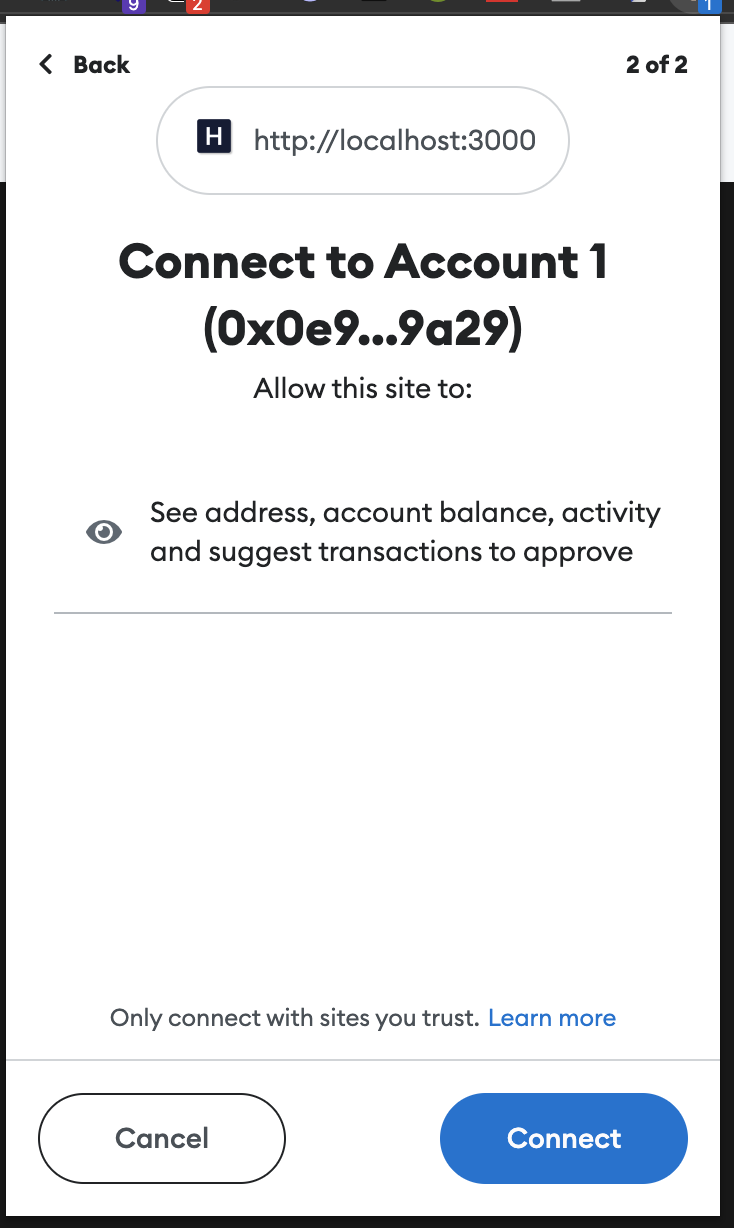 9
2
1
Back
2 of 2
H
http://localhost:3000
Connect to Account 1
(0x0e9...9a29)
Allow this site to:
See address, account balance, activity
and suggest transactions to approve
Only connect with sites you trust. Learn more
Cancel
Connect